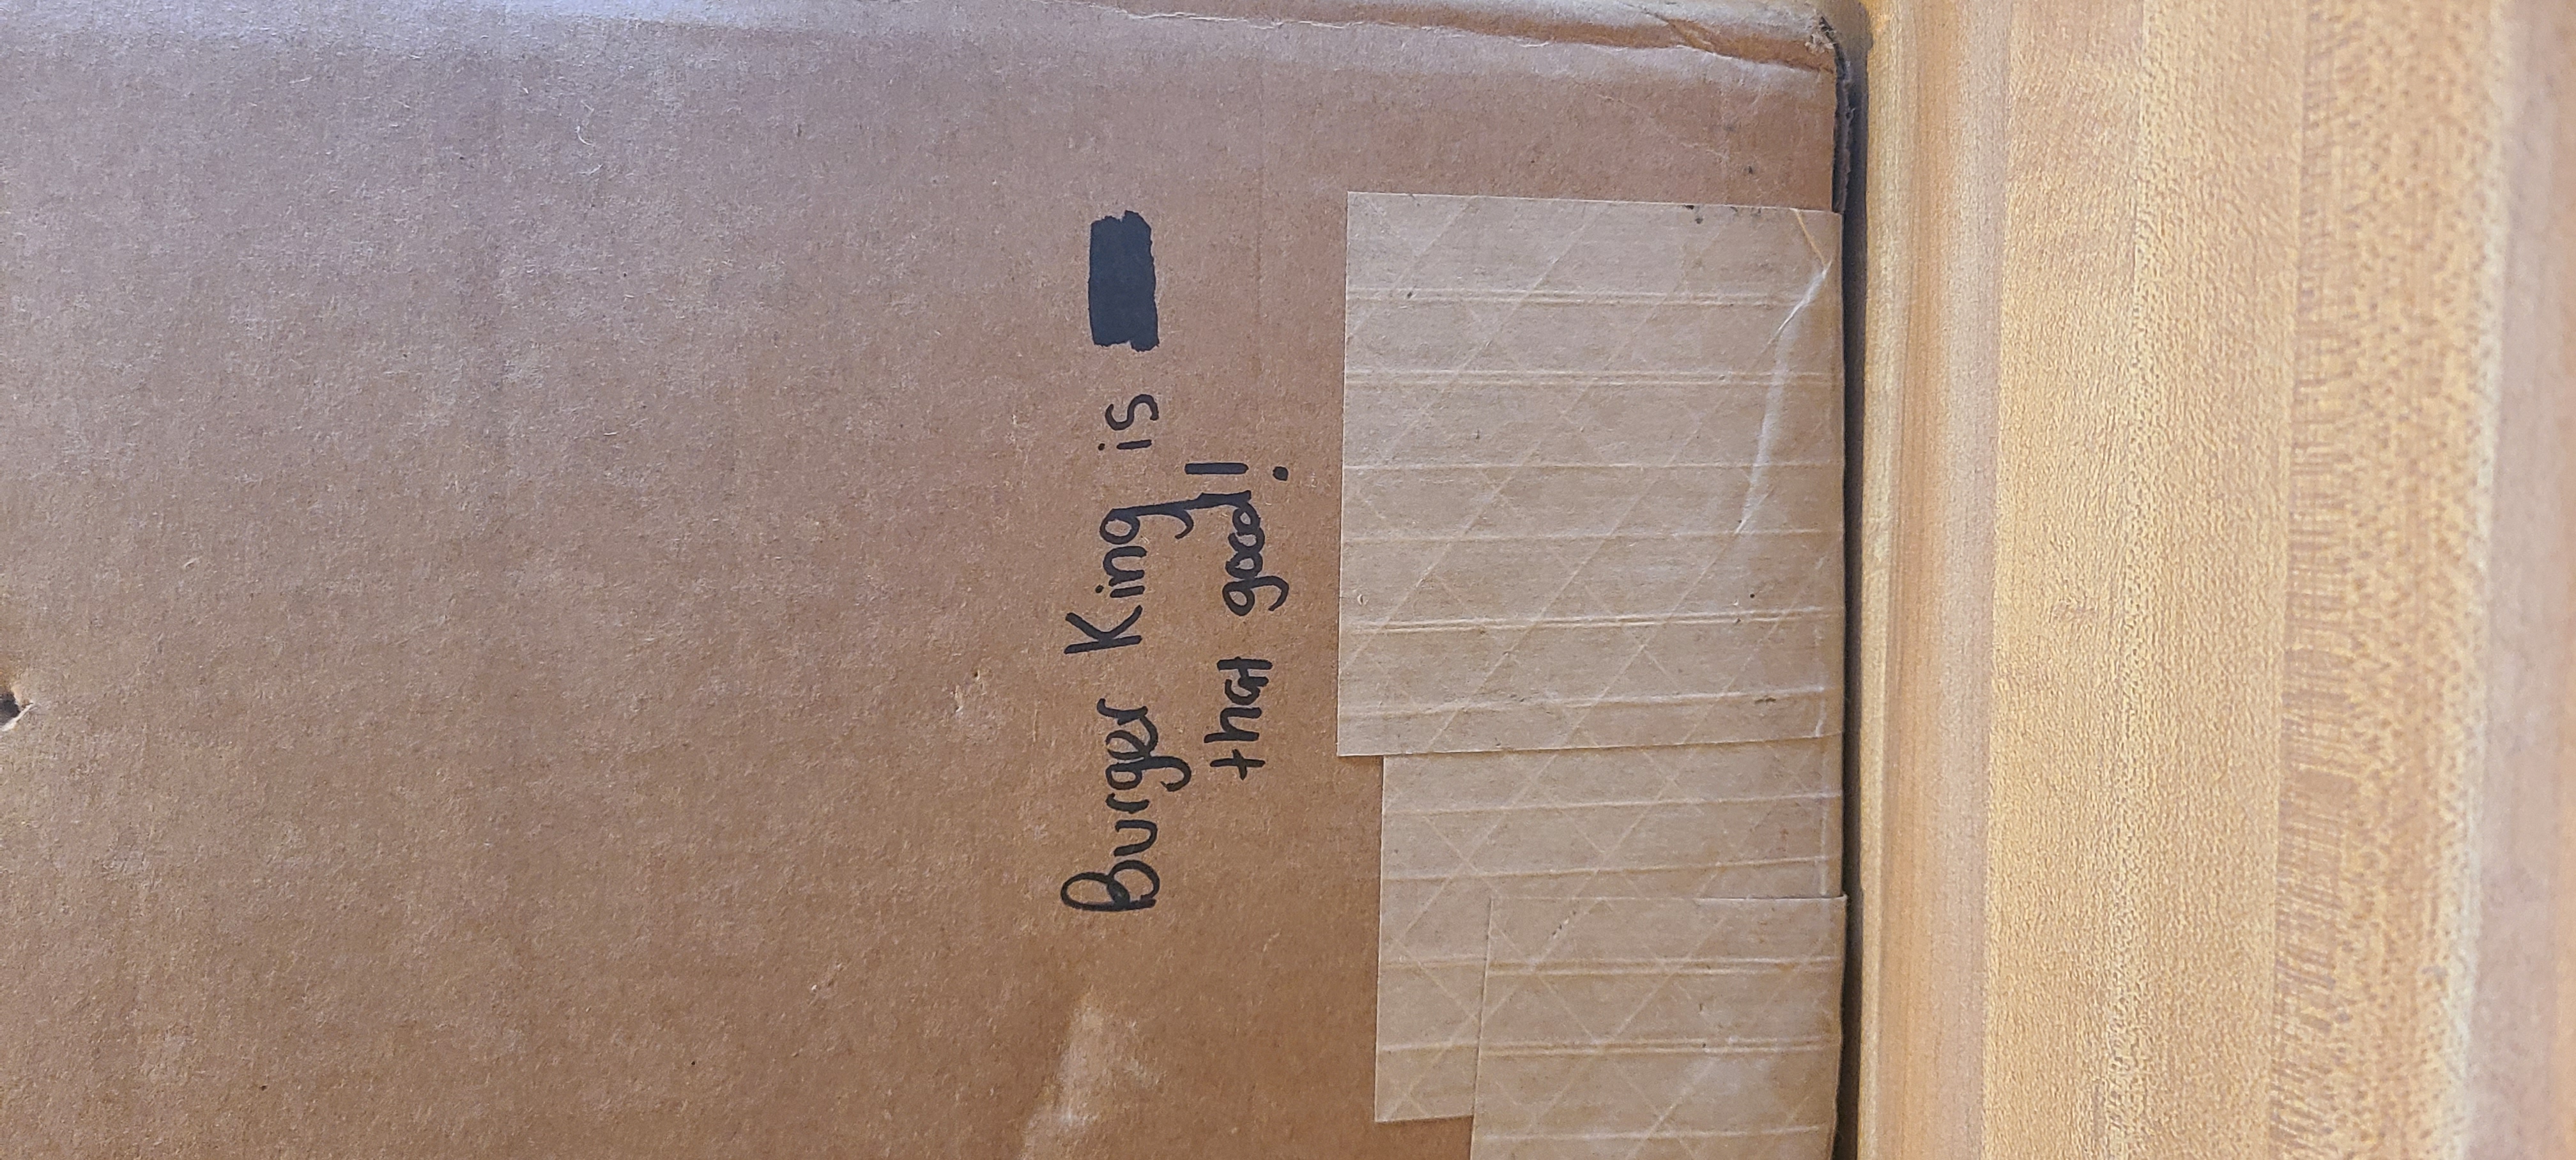 Burger King is
that good!